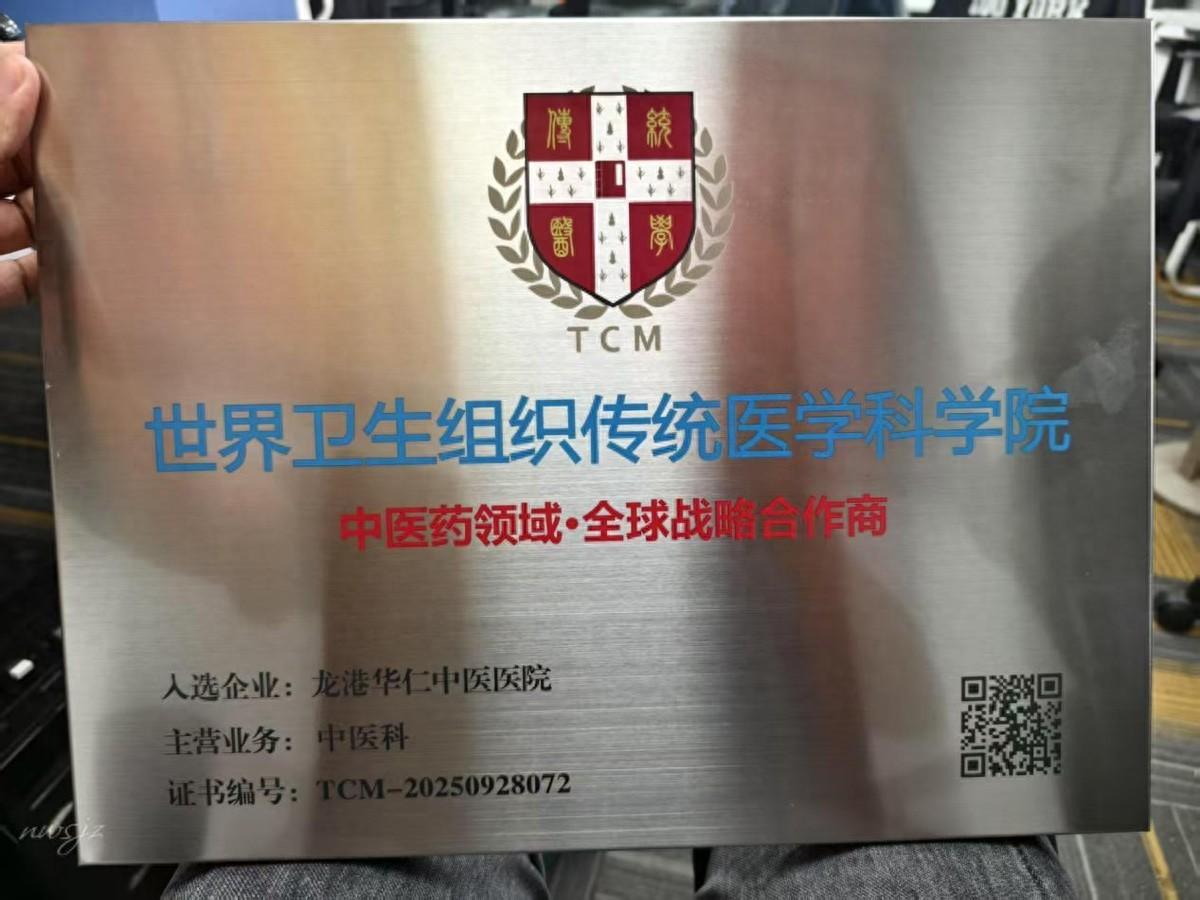 YORK
傳統
醫學
TCM
世界卫生组织传统医学科学院
中医药领域•全球战略合作商
入选企业：龙港华仁中医医院
主营业务：中医科
证书编号：TCM-20250928072
nwsjz